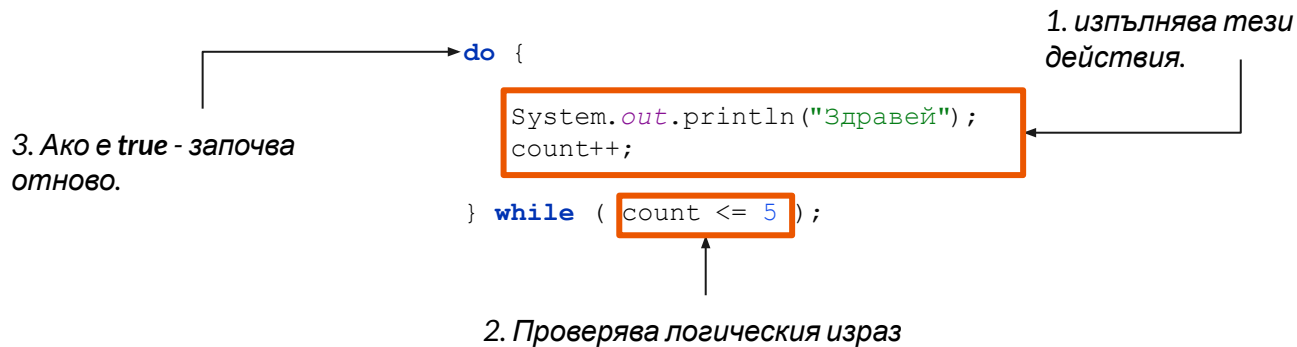 1. изпълнява тези
действия.
do {
System.out.println("Здравей");
count++;
3. Ако е true - започва
отново.
} while ( count <= 5 );
2. Проверява логическия израз